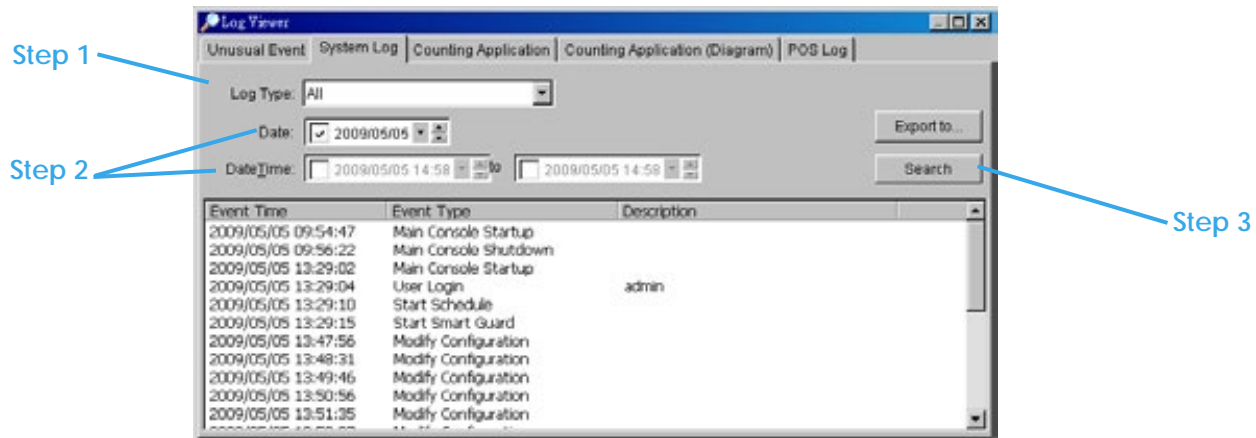 Log Viewer
Unusual Event System Log Counting Application Counting Application (Diagram) POS Log
Step 1
Log Type: All
Date: 2009/05/05
Export to...
Step 2
DateTime: 2009/05/05 14:58 to 2009/05/05 14:58
Search
Step 3
Event Time Event Type Description
2009/05/05 09:54:47 Main Console Startup
2009/05/05 09:56:22 Main Console Shutdown
2009/05/05 13:29:02 Main Console Startup
2009/05/05 13:29:04 User Login admin
2009/05/05 13:29:10 Start Schedule
2009/05/05 13:29:15 Start Smart Guard
2009/05/05 13:47:56 Modify Configuration
2009/05/05 13:48:31 Modify Configuration
2009/05/05 13:49:46 Modify Configuration
2009/05/05 13:50:56 Modify Configuration
2009/05/05 13:51:35 Modify Configuration